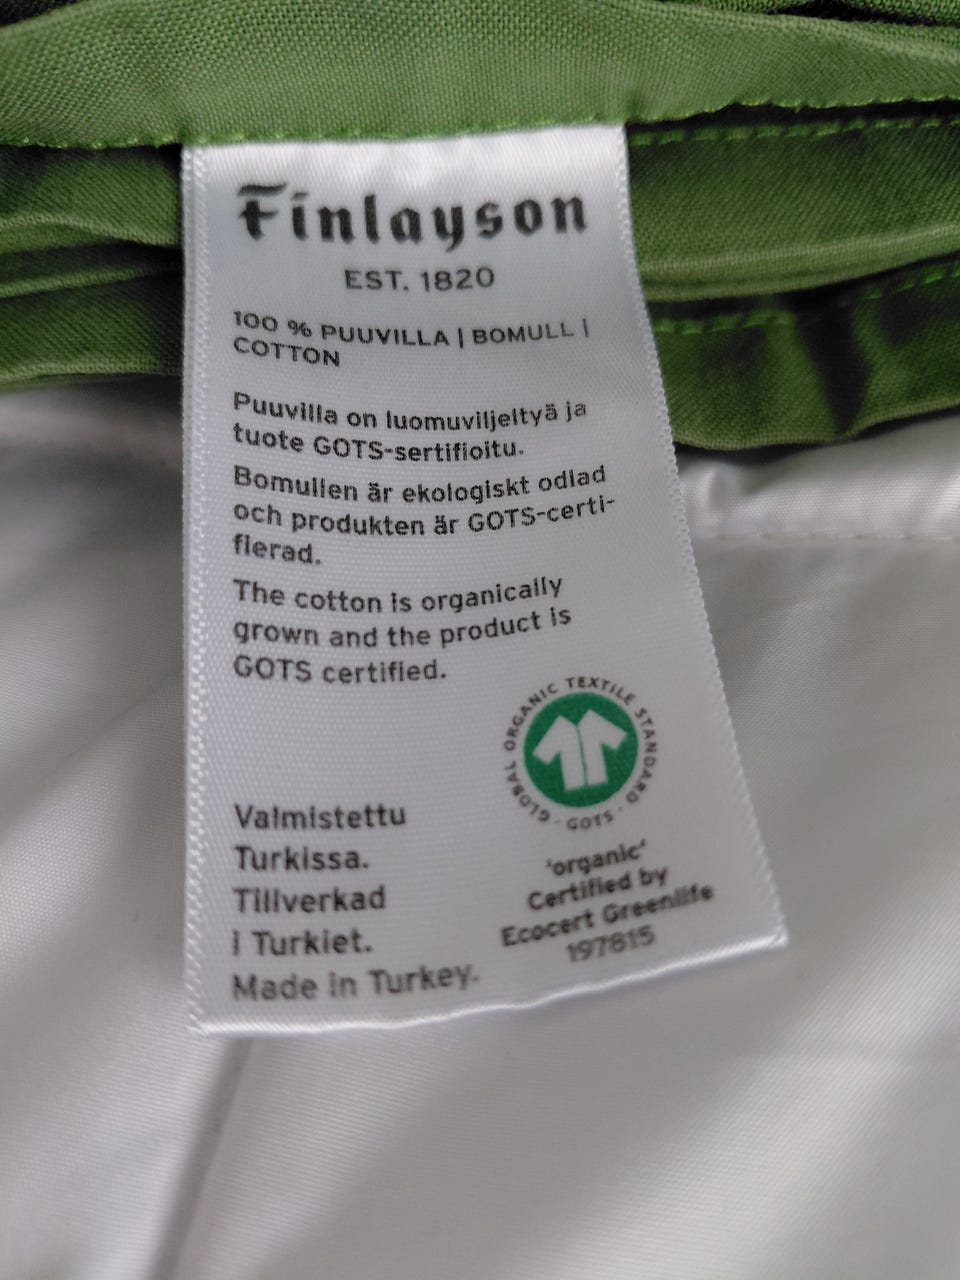 Finlayson
EST. 1820
100 % PUUVILLA | BOMULL |
COTTON
Puuvilla on luomuviljeltyä ja
tuote GOTS-sertifioitu.
Bomullen är ekologiskt odlad
och produkten är GOTS-certi-
fierad.
The cotton is organically
grown and the product is
GOTS certified.
GLOBAL ORGANIC TEXTILE STANDARD · GOTS ·
Valmistettu
Turkissa.
Tillverkad
i Turkiet.
Made in Turkey.
'organic'
Certified by
Ecocert Greenlife
197815